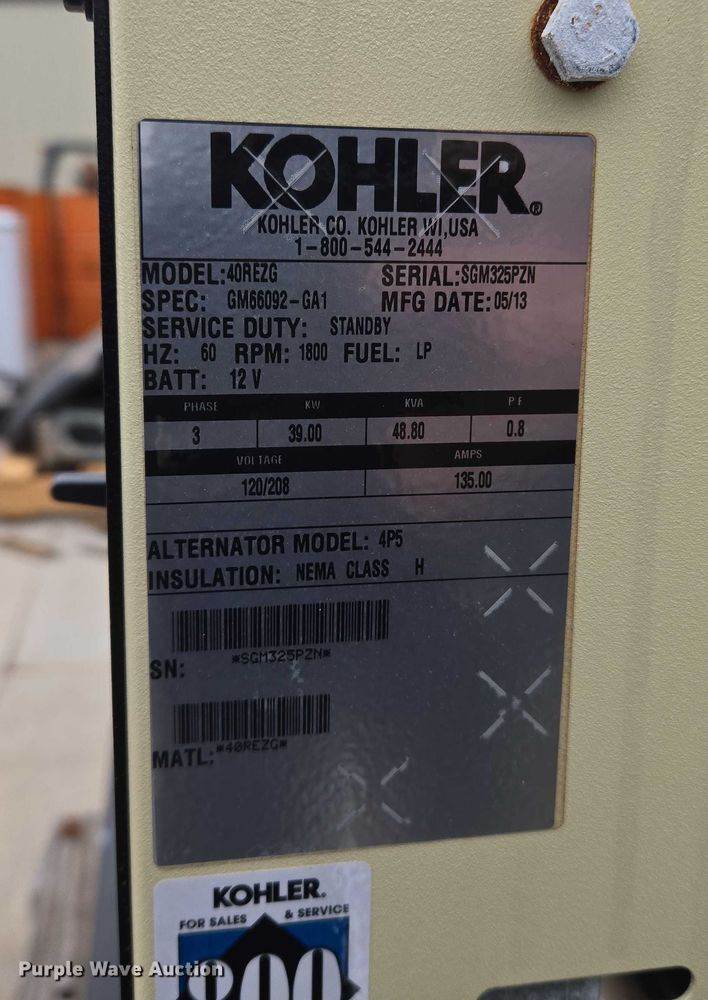 KOHLER®
KOHLER CO. KOHLER WI,USA
1-800-544-2444
MODEL:40REZG SERIAL:SGM325PZN
SPEC: GM66092-GA1 MFG DATE:05/13
SERVICE DUTY: STANDBY
HZ: 60 RPM: 1800 FUEL: LP
BATT: 12 V
PHASE KW KVA P F
3 39.00 48.80 0.8
VOLTAGE AMPS
120/208 135.00
ALTERNATOR MODEL: 4P5
INSULATION: NEMA CLASS H
*SGM325PZN*
SN:
*40REZG*
MATL:
KOHLER.
FOR SALES & SERVICE
800
Purple Wave Auction